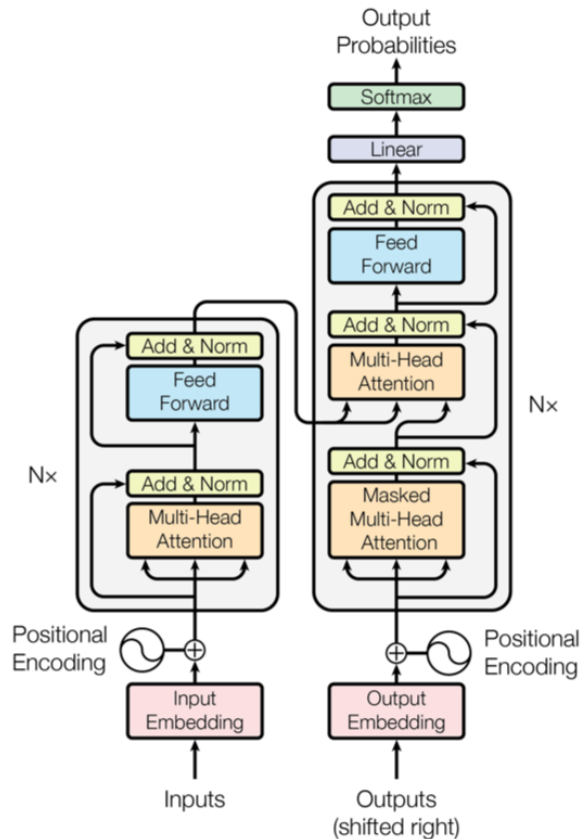 Output
Probabilities
Softmax
Linear
Add & Norm
Feed
Forward
Add & Norm
Multi-Head
Attention
Add & Norm
Masked
Multi-Head
Attention
Nx
Add & Norm
Feed
Forward
Add & Norm
Multi-Head
Attention
N×
Positional
Encoding
Positional
Encoding
Input
Embedding
Output
Embedding
Inputs
Outputs
(shifted right)